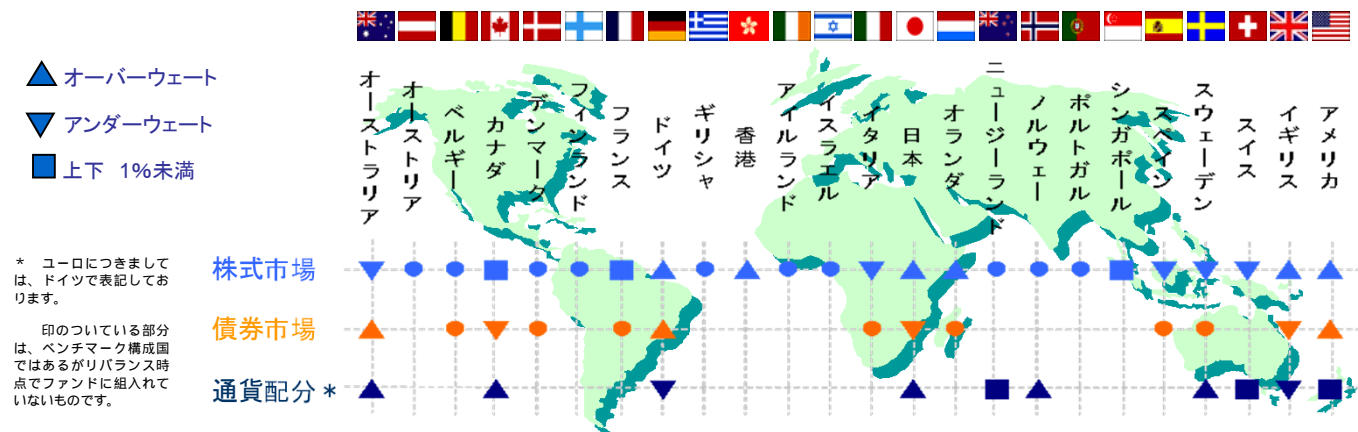 オーバーウェート
アンダーウェート
上下 1%未満
オーストラリア
オーストリア
ベルギー
カナダ
デンマーク
フィンランド
フランス
ドイツ
ギリシャ
香港
アイルランド
イスラエル
イタリア
日本
オランダ
ニュージーランド
ノルウェー
ポルトガル
シンガポール
スペイン
スウェーデン
スイス
イギリス
アメリカ
* ユーロにつきまして
は、ドイツで表記してお
ります。
印のついている部分
は、ベンチマーク構成国
ではあるがリバランス時
点でファンドに組入れて
いないものです。
株式市場
債券市場
通貨配分*